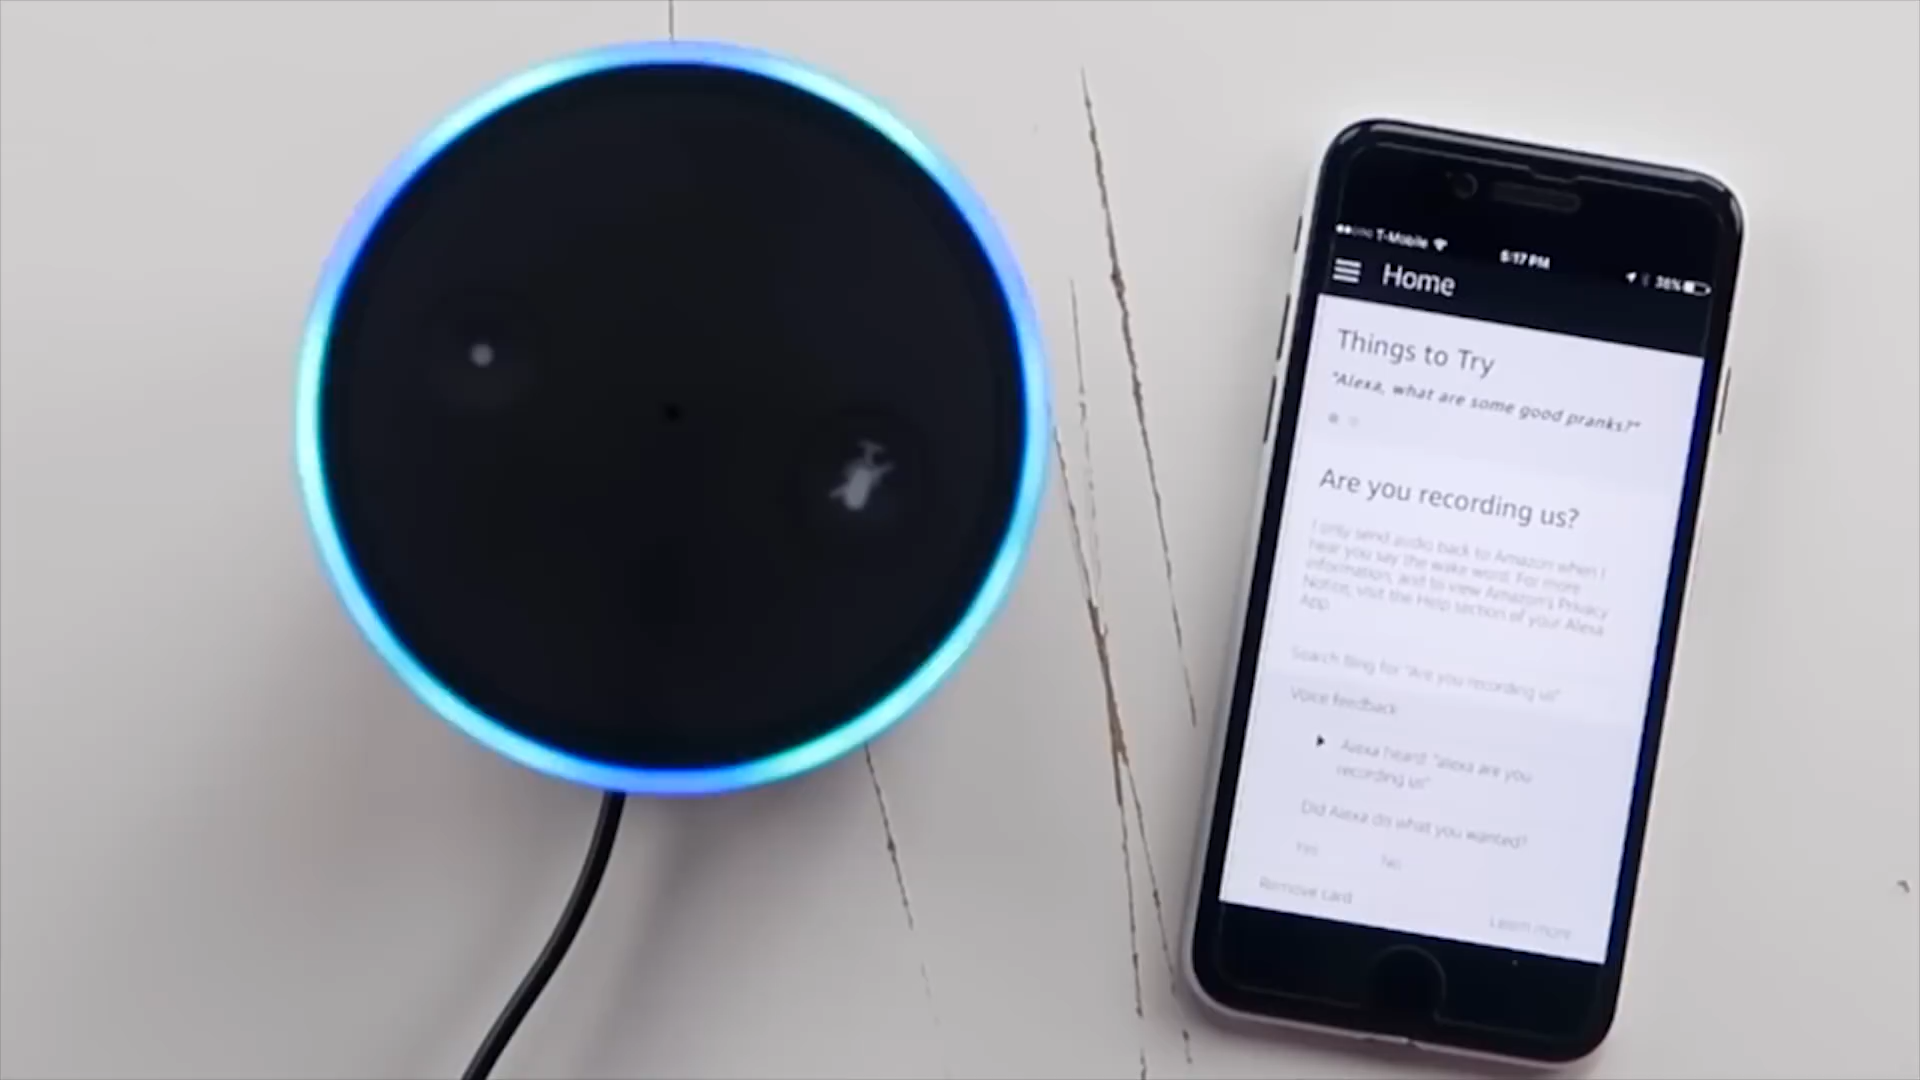 T-Mobile
5:17 PM
36%
Home
Things to Try
"Alexa, what are some good pranks?"
Are you recording us?
I only send audio back to Amazon when I
hear you say the wake word. For more
information, and to view Amazon's Privacy
Notice, visit the Help section of your Alexa
App.
Search Bing for "Are you recording us"
Voice feedback
Alexa heard: "alexa are you
recording us"
Did Alexa do what you wanted?
Yes No
Remove card
Learn more